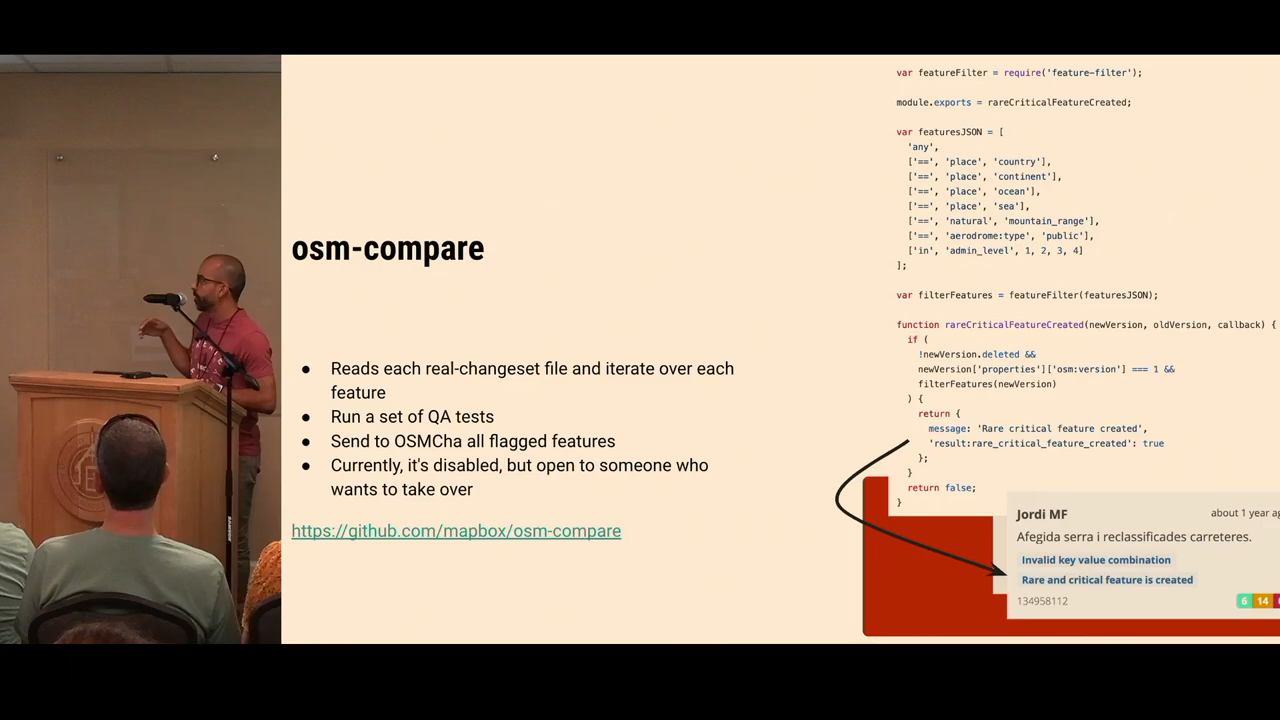 osm-compare
● Reads each real-changeset file and iterate over each
feature
● Run a set of QA tests
● Send to OSMCha all flagged features
● Currently, it's disabled, but open to someone who
wants to take over
https://github.com/mapbox/osm-compare
var featureFilter = require('feature-filter');
module.exports = rareCriticalFeatureCreated;
var featuresJSON = [
'any',
['==', 'place', 'country'],
['==', 'place', 'continent'],
['==', 'place', 'ocean'],
['==', 'place', 'sea'],
['==', 'natural', 'mountain_range'],
['==', 'aerodrome:type', 'public'],
['in', 'admin_level', 1, 2, 3, 4]
];
var filterFeatures = featureFilter(featuresJSON);
function rareCriticalFeatureCreated(newVersion, oldVersion, callback) {
if (
!newVersion.deleted &&
newVersion['properties']['osm:version'] === 1 &&
filterFeatures(newVersion)
) {
return {
message: 'Rare critical feature created',
'result:rare_critical_feature_created': true
};
}
return false;
}
Jordi MF about 1 year
Afegida serra i reclassificades carreteres.
Invalid key value combination
Rare and critical feature is created
134958112 6 14